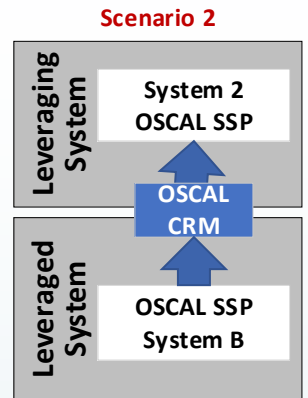 Scenario 2
Leveraging
System
System 2
OSCAL SSP
OSCAL
CRM
Leveraged
System
OSCAL SSP
System B